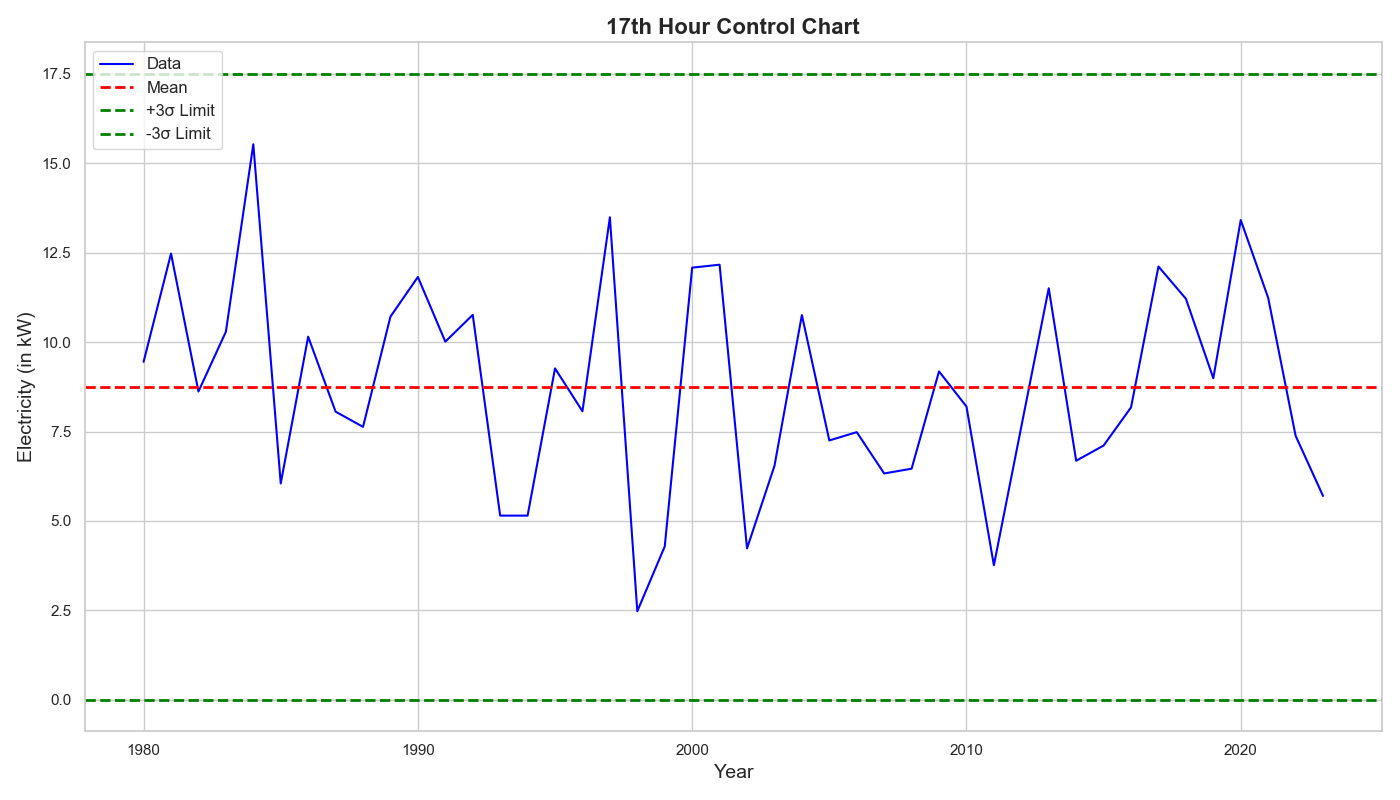 17th Hour Control Chart
Data
Mean
+3σ Limit
-3σ Limit
Electricity (in kW)
17.5
15.0
12.5
10.0
7.5
5.0
2.5
0.0
1980
1990
2000
2010
2020
Year